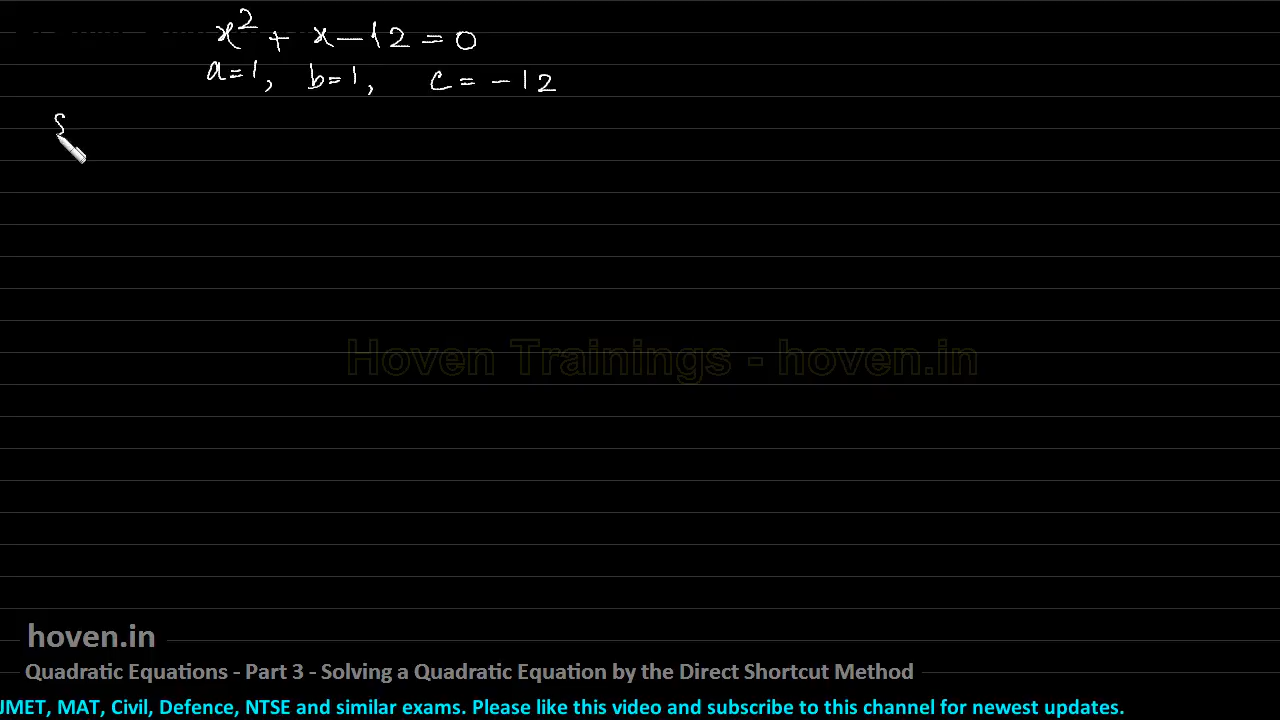 x² + x - 12 = 0
a=1, b=1, c = -12
S
Hoven Trainings - hoven.in
hoven.in
Quadratic Equations - Part 3 - Solving a Quadratic Equation by the Direct Shortcut Method
JMET, MAT, Civil, Defence, NTSE and similar exams. Please like this video and subscribe to this channel for newest updates.